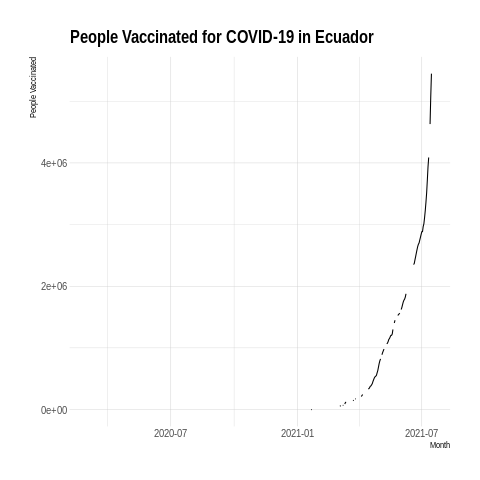 People Vaccinated for COVID-19 in Ecuador
People Vaccinated
4e+06
2e+06
0e+00
2020-07
2021-01
2021-07
Month